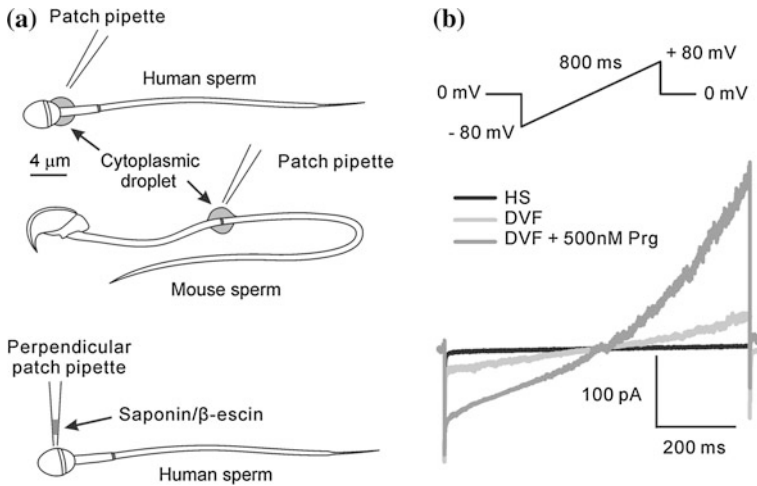 (a)
Patch pipette
Human sperm
4 μm
Cytoplasmic
droplet
Patch pipette
Mouse sperm
Perpendicular
patch pipette
Saponin/β-escin
Human sperm
(b)
800 ms
+ 80 mV
0 mV
0 mV
- 80 mV
HS
DVF
DVF + 500nM Prg
100 pA
200 ms